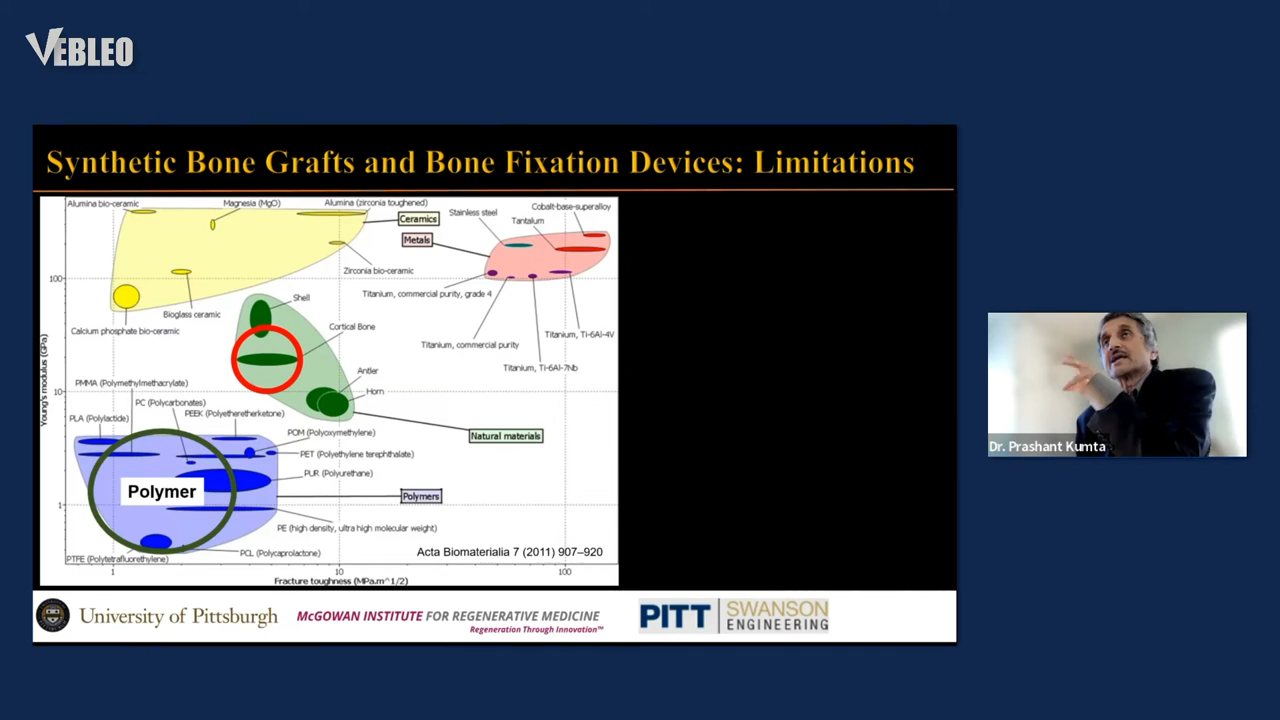 VEBLEO
Synthetic Bone Grafts and Bone Fixation Devices: Limitations
Alumina bio-ceramic
Magnesia (MgO)
Alumina (zirconia toughened)
Ceramics
Metals
Stainless steel
Cobalt-base-superalloy
Tantalum
Zirconia bio-ceramic
100
Titanium, commercial purity, grade 4
Shell
Bioglass ceramic
Calcium phosphate bio-ceramic
Cortical Bone
Titanium, Ti-6Al-4V
Titanium, commercial purity
Titanium, Ti-6Al-7Nb
Young's modulus (GPa)
Antler
PMMA (Polymethylmethacrylate)
10
Horn
PC (Polycarbonates)
PEEK (Polyetheretherketone)
PLA (Polylactide)
POM (Polyoxymethylene)
Natural materials
PET (Polyethylene terephthalate)
PUR (Polyurethane)
Polymer
Polymers
1
PE (high density, ultra high molecular weight)
PCL (Polycaprolactone)
Acta Biomaterialia 7 (2011) 907–920
PTFE (Polytetrafluorethylene)
1
10
100
Fracture toughness (MPa.m^1/2)
University of Pittsburgh
McGOWAN INSTITUTE FOR REGENERATIVE MEDICINE
Regeneration Through Innovation™
PITT
SWANSON
ENGINEERING
Dr. Prashant Kumta